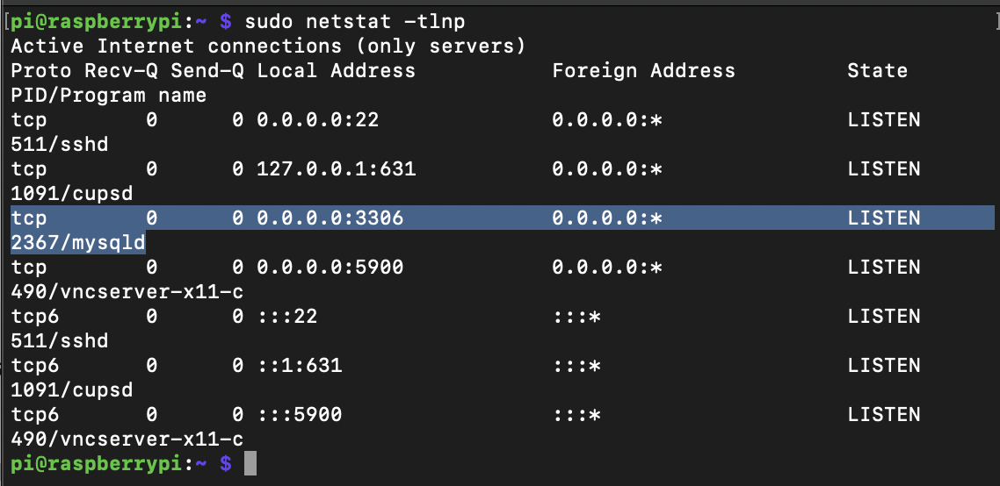 [pi@raspberrypi:~ $ sudo netstat -tlnp ]
Active Internet connections (only servers)
Proto Recv-Q Send-Q Local Address           Foreign Address         State
PID/Program name
tcp        0      0 0.0.0.0:22              0.0.0.0:*               LISTEN
511/sshd
tcp        0      0 127.0.0.1:631           0.0.0.0:*               LISTEN
1091/cupsd
tcp        0      0 0.0.0.0:3306            0.0.0.0:*               LISTEN
2367/mysqld
tcp        0      0 0.0.0.0:5900            0.0.0.0:*               LISTEN
490/vncserver-x11-c
tcp6       0      0 :::22                   :::*                    LISTEN
511/sshd
tcp6       0      0 ::1:631                 :::*                    LISTEN
1091/cupsd
tcp6       0      0 :::5900                 :::*                    LISTEN
490/vncserver-x11-c
pi@raspberrypi:~ $